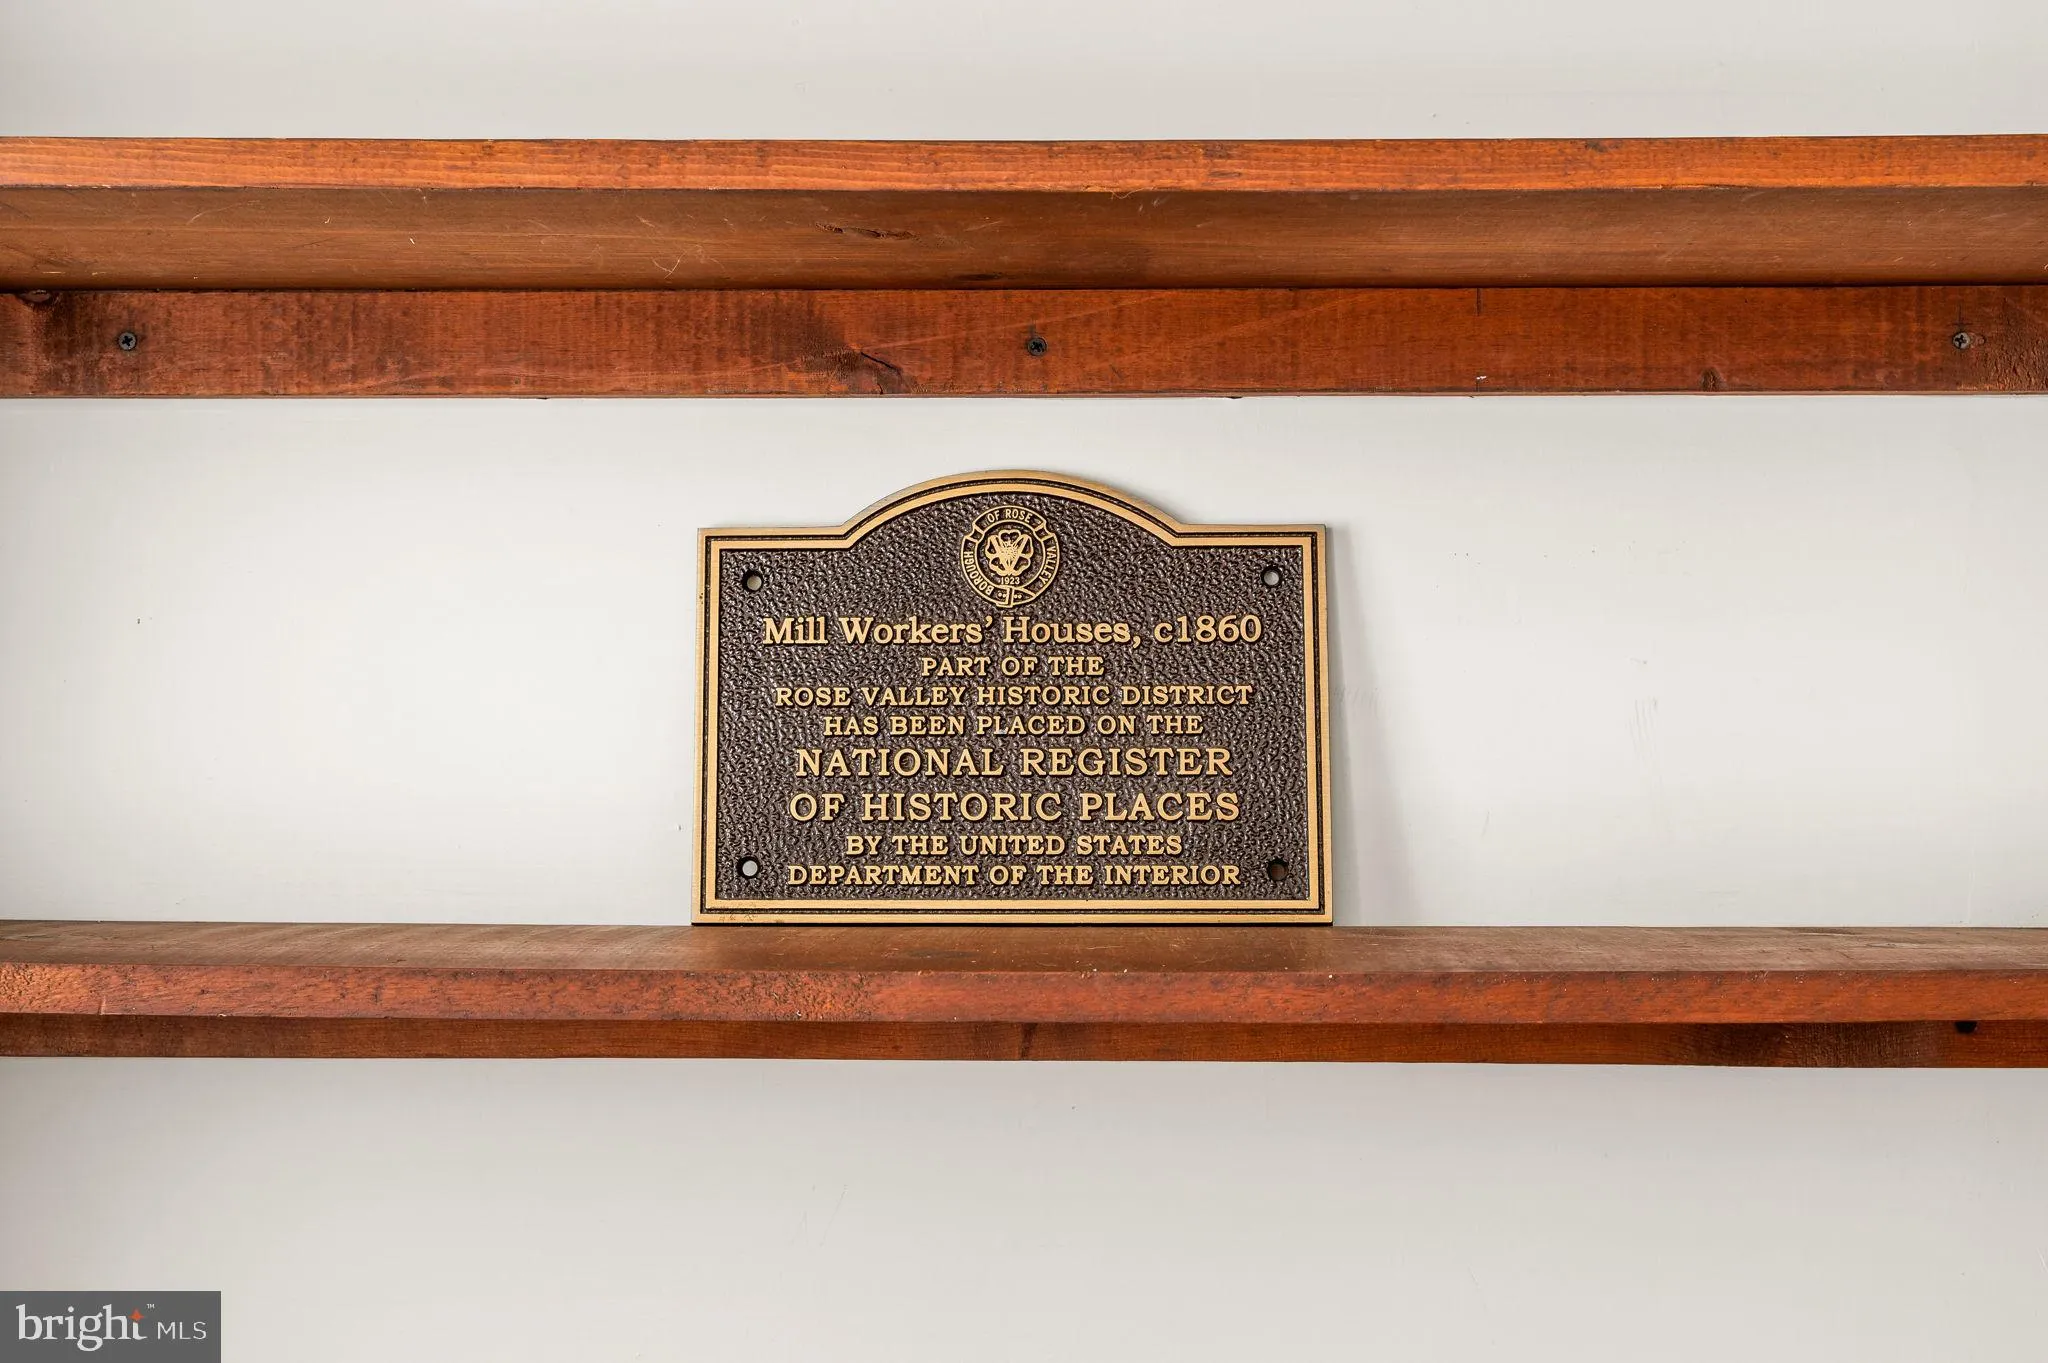 BOROUGH OF ROSE VALLEY
1923
Mill Workers' Houses, c1860
PART OF THE
ROSE VALLEY HISTORIC DISTRICT
HAS BEEN PLACED ON THE
NATIONAL REGISTER
OF HISTORIC PLACES
BY THE UNITED STATES
DEPARTMENT OF THE INTERIOR
bright™ MLS